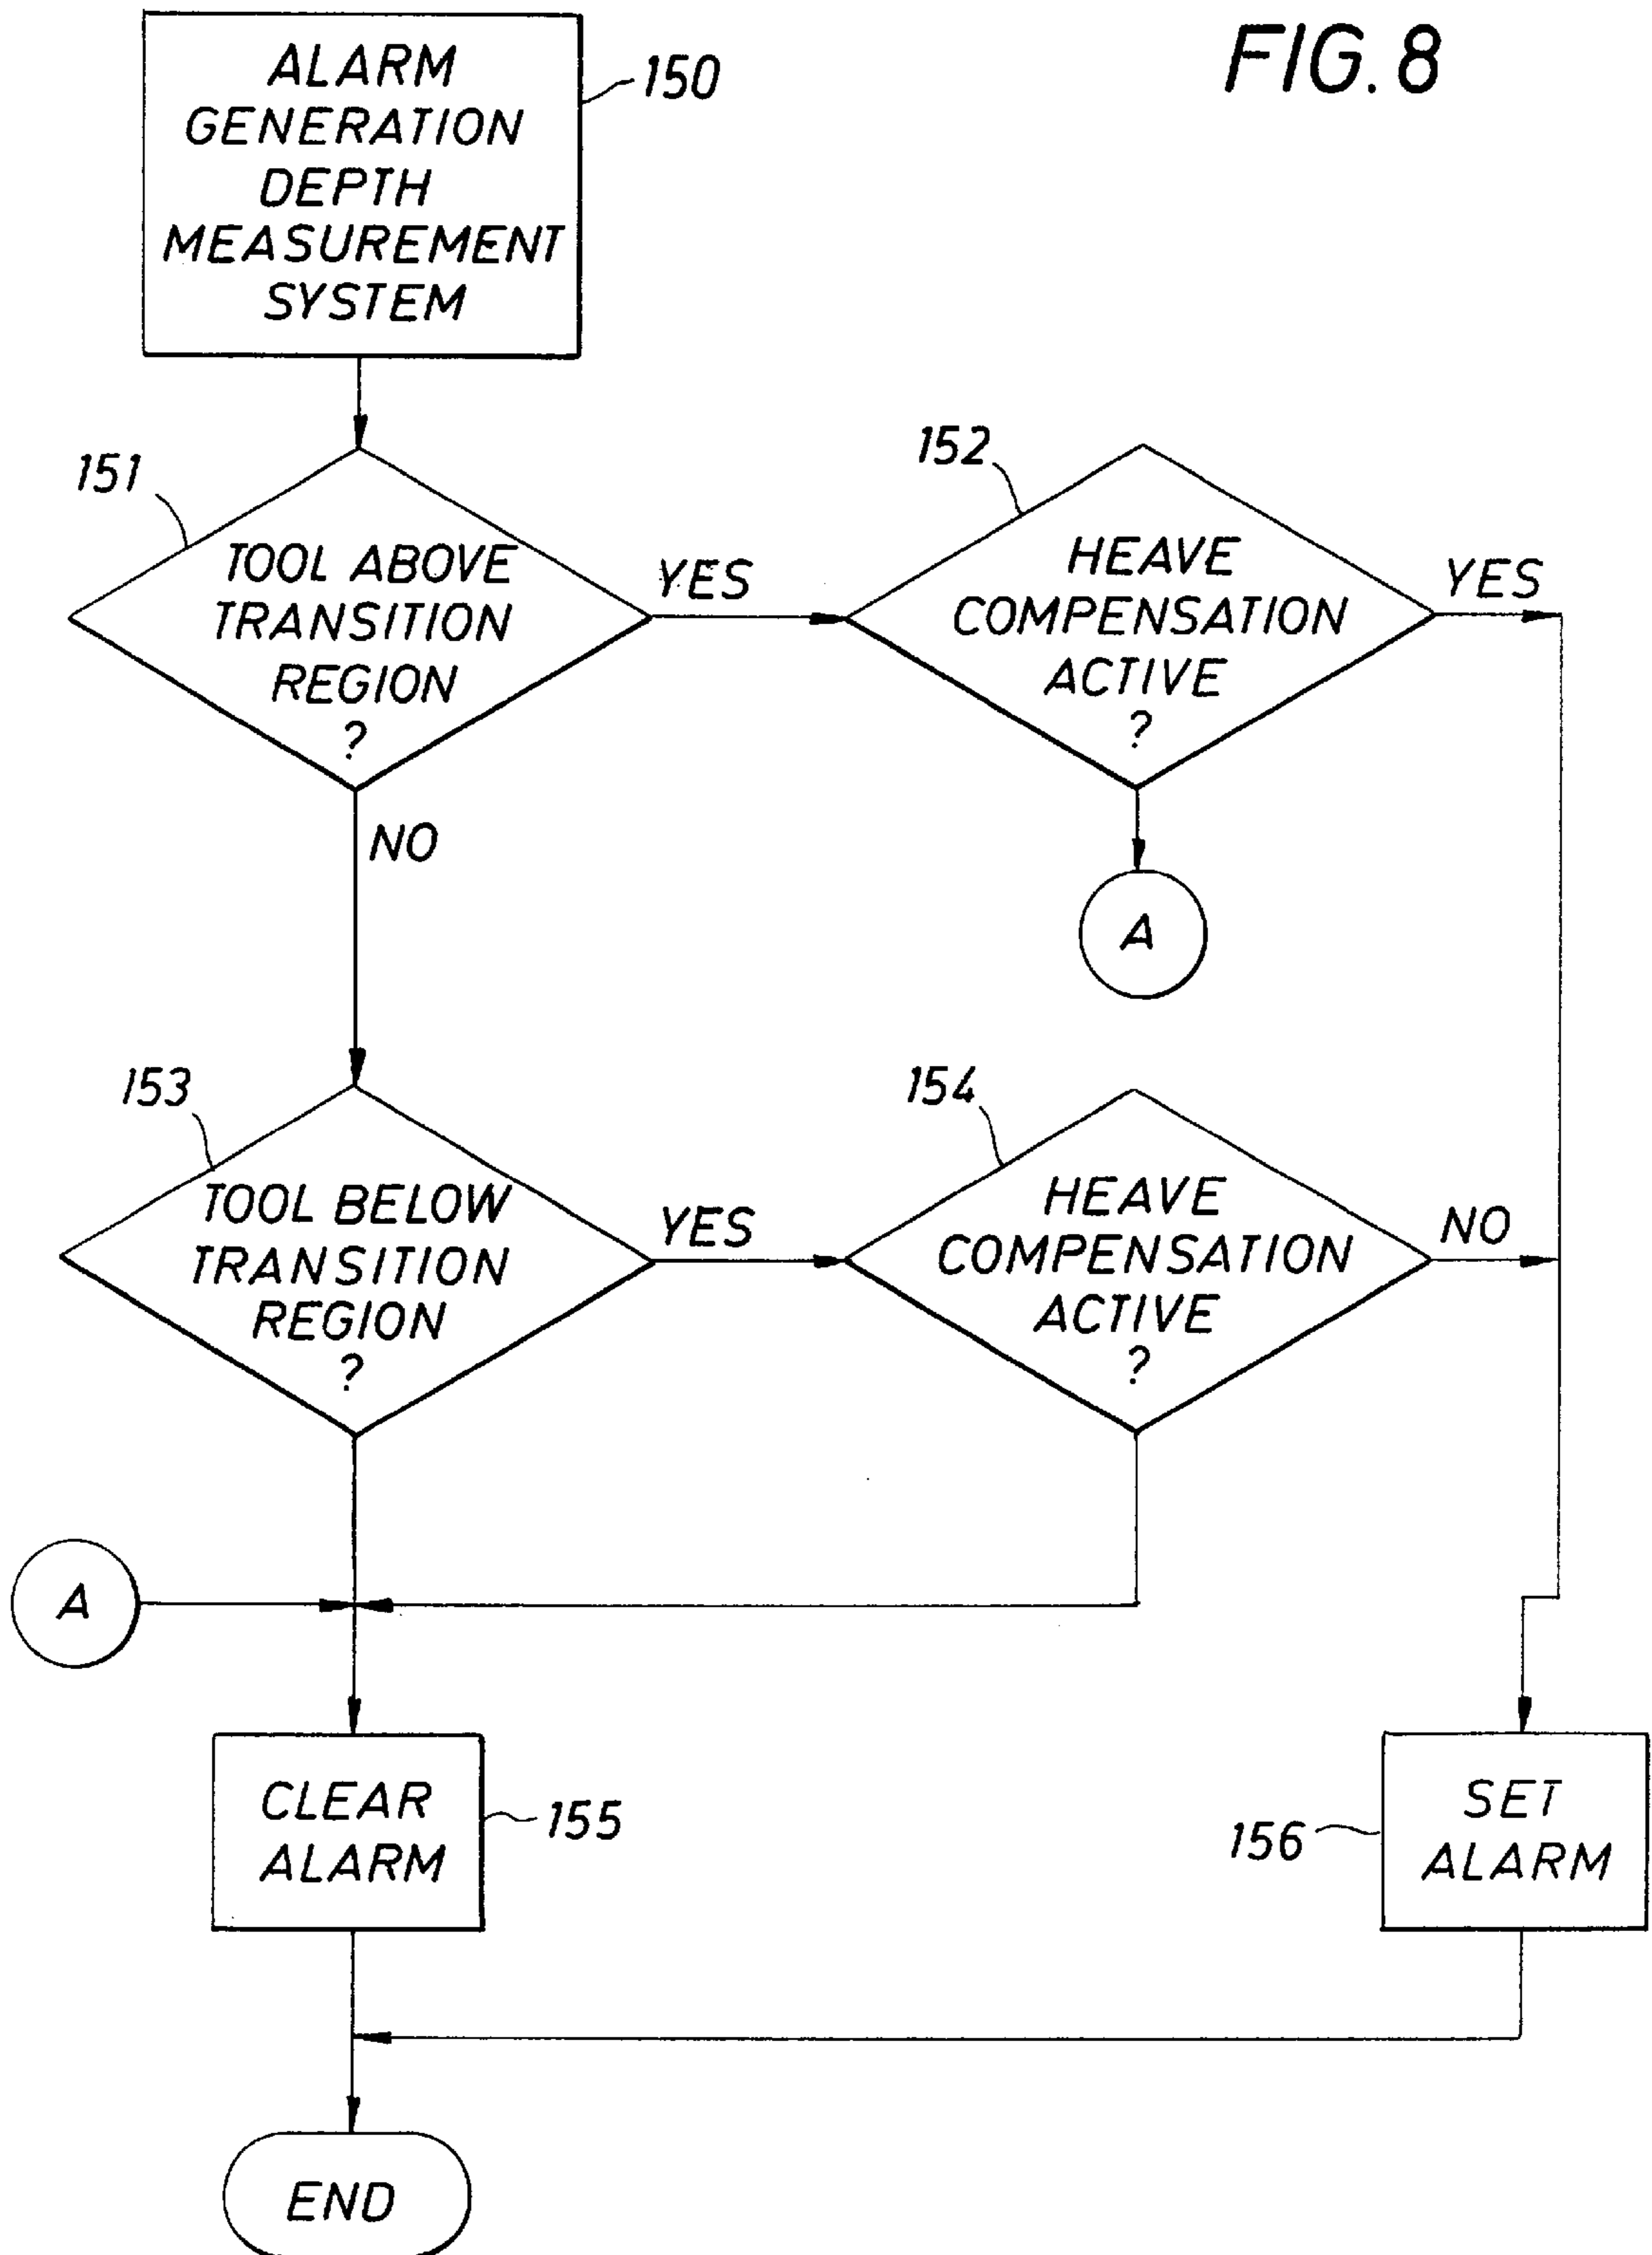 FIG. 8
ALARM
GENERATION
DEPTH
MEASUREMENT
SYSTEM
150
151
TOOL ABOVE
TRANSITION
REGION
?
YES
152
HEAVE
COMPENSATION
ACTIVE
?
YES
NO
A
153
TOOL BELOW
TRANSITION
REGION
?
YES
154
HEAVE
COMPENSATION
ACTIVE
?
NO
A
CLEAR
ALARM
155
156
SET
ALARM
END